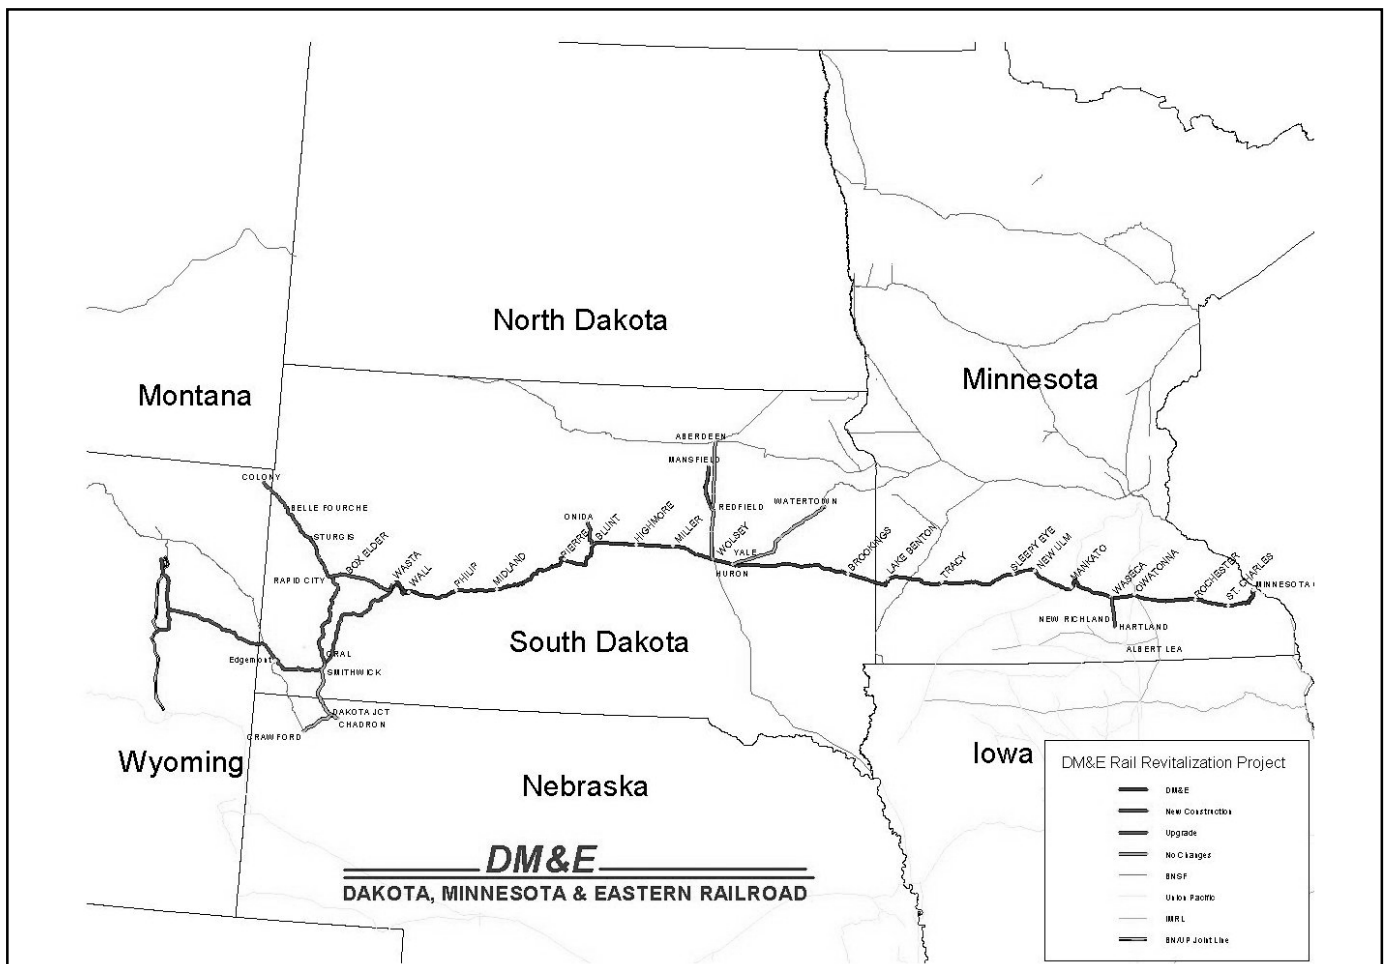 North Dakota
Minnesota
Montana
ABERDEEN
MANSFIELD
COLONY
WATERTOWN
BELLE FOURCHE
REDFIELD
ONIDA
STURGIS
BOX ELDER
RAPID CITY
WASTA
WALL
PHILIP
MIDLAND
PIERRE
BLUNT
HIGHMORE
MILLER
WOLSEY
YALE
HURON
BROOKINGS
LAKE BENTON
TRACY
SLEEPY EYE
NEW ULM
MANKATO
WASECA
OWATONNA
ROCHESTER
ST. CHARLES
MINNESOTA
NEW RICHLAND
HARTLAND
ALBERT LEA
South Dakota
Edgemont
ORAL
SMITHWICK
DAKOTA JCT
CHADRON
CRAWFORD
Wyoming
Nebraska
Iowa
DM&E Rail Revitalization Project
DM&E
New Construction
Upgrade
No Changes
BNSF
Union Pacific
IMRL
BN/UP Joint Line
DM&E
DAKOTA, MINNESOTA & EASTERN RAILROAD